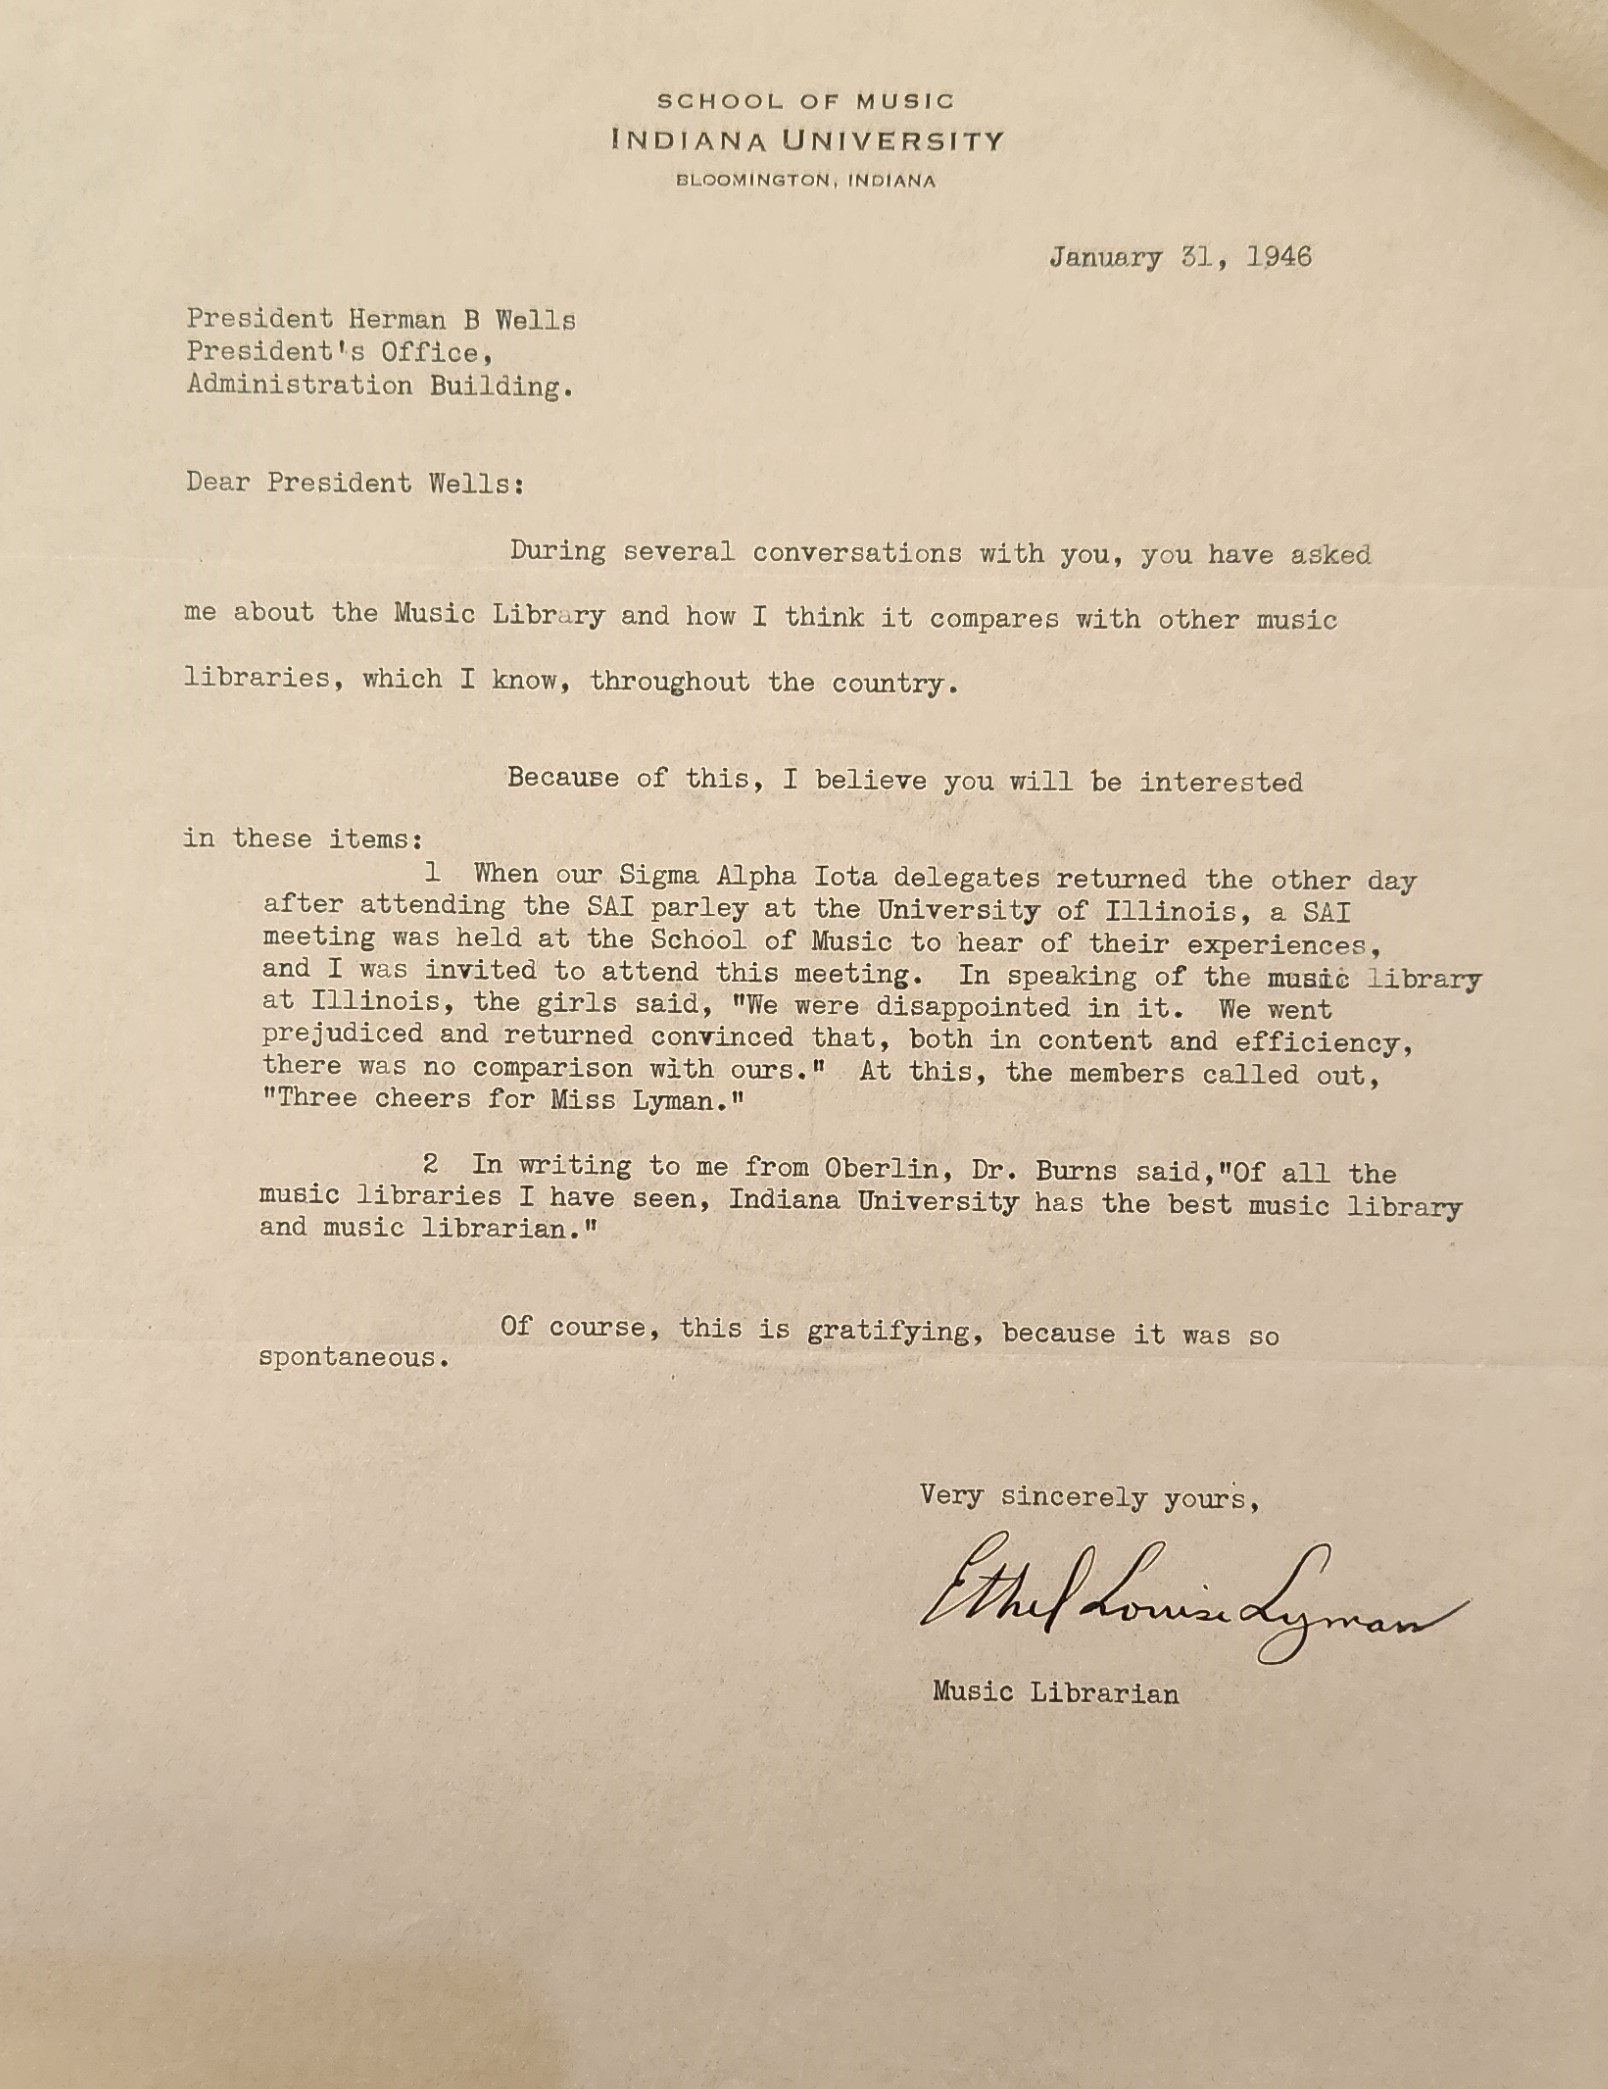 SCHOOL OF MUSIC
INDIANA UNIVERSITY
BLOOMINGTON, INDIANA
January 31, 1946
President Herman B Wells
President's Office,
Administration Building.
Dear President Wells:
During several conversations with you, you have asked
me about the Music Library and how I think it compares with other music
libraries, which I know, throughout the country.
Because of this, I believe you will be interested
in these items:
1 When our Sigma Alpha Iota delegates returned the other day
after attending the SAI parley at the University of Illinois, a SAI
meeting was held at the School of Music to hear of their experiences,
and I was invited to attend this meeting. In speaking of the music library
at Illinois, the girls said, "We were disappointed in it. We went
prejudiced and returned convinced that, both in content and efficiency,
there was no comparison with ours." At this, the members called out,
"Three cheers for Miss Lyman."
2 In writing to me from Oberlin, Dr. Burns said,"Of all the
music libraries I have seen, Indiana University has the best music library
and music librarian."
Of course, this is gratifying, because it was so
spontaneous.
Very sincerely yours,
Ethel Louise Lyman
Music Librarian